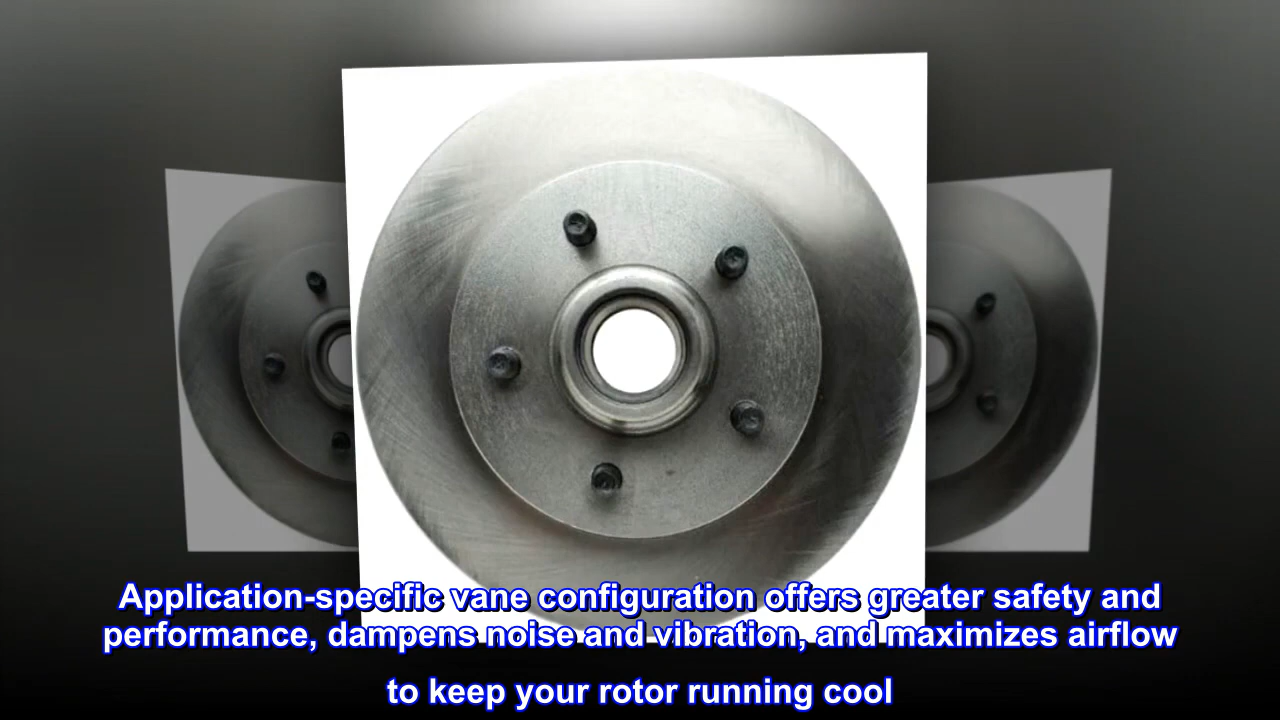 Application-specific vane configuration offers greater safety and
performance, dampens noise and vibration, and maximizes airflow
to keep your rotor running cool